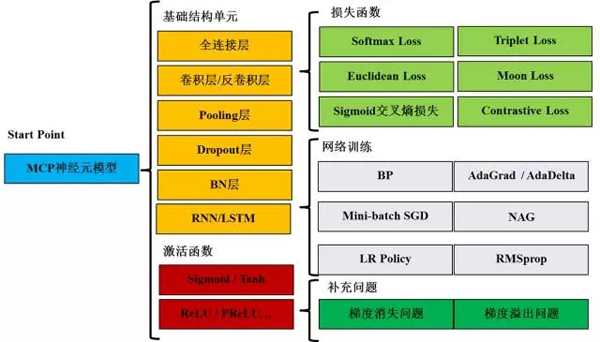 Start Point
MCP神经元模型
基础结构单元
全连接层
卷积层/反卷积层
Pooling层
Dropout层
BN层
RNN/LSTM
激活函数
Sigmoid / Tanh
ReLU / PReLU…
损失函数
Softmax Loss
Triplet Loss
Euclidean Loss
Moon Loss
Sigmoid交叉熵损失
Contrastive Loss
网络训练
BP
AdaGrad / AdaDelta
Mini-batch SGD
NAG
LR Policy
RMSprop
补充问题
梯度消失问题
梯度溢出问题